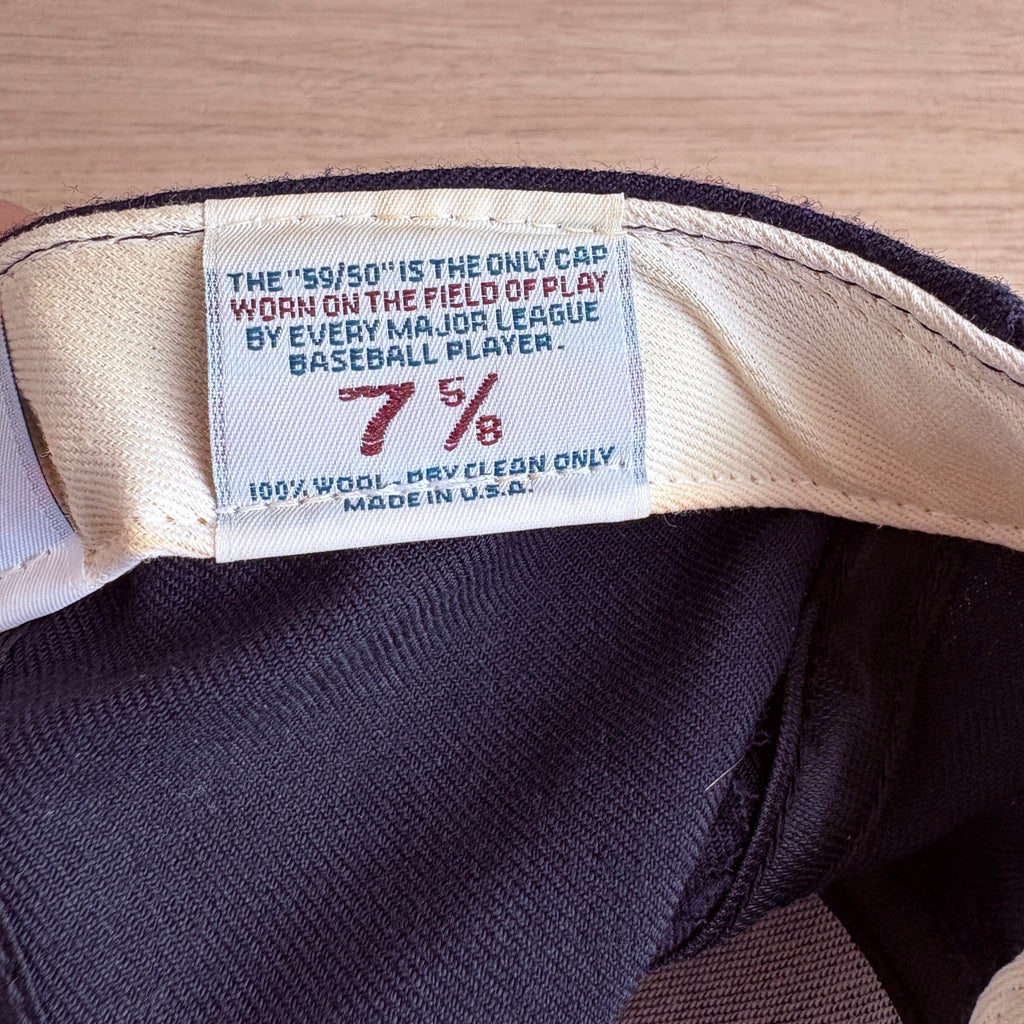 THE "59/50" IS THE ONLY CAP
WORN ON THE FIELD OF PLAY
BY EVERY MAJOR LEAGUE
BASEBALL PLAYER.
7 5/8
100% WOOL - DRY CLEAN ONLY
MADE IN U.S.A.